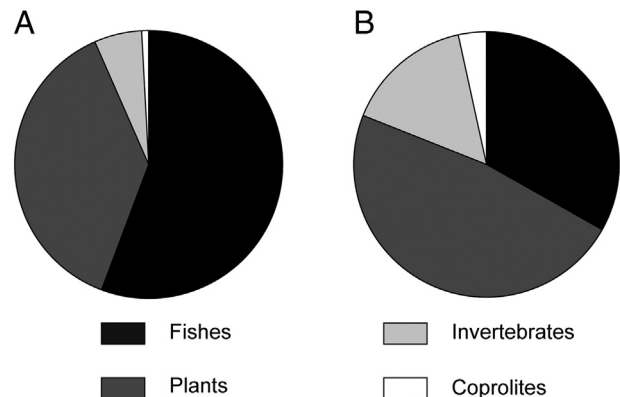 A
B
Fishes
Invertebrates
Plants
Coprolites